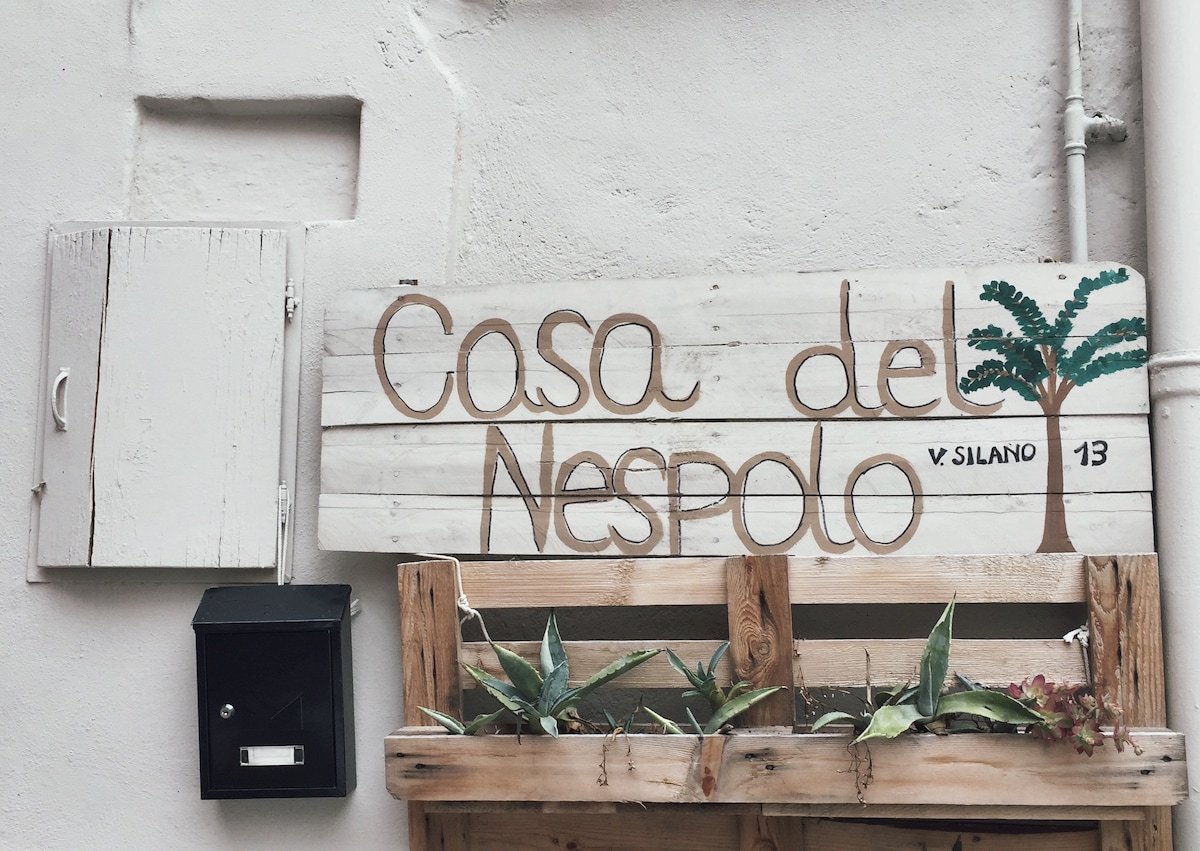 Casa del
Nespolo
V. SILANO 13